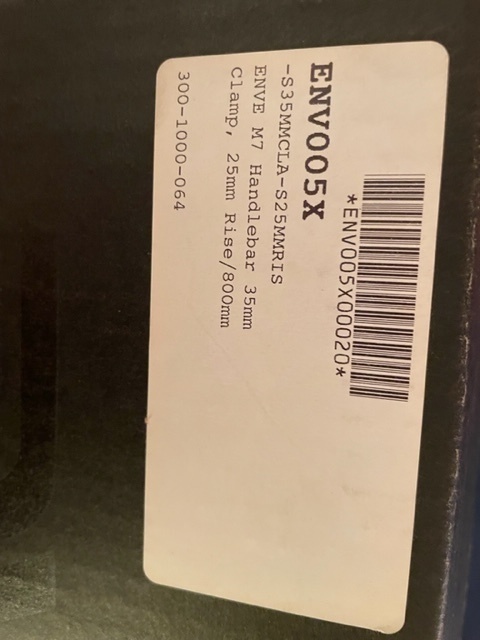 *ENV005X00020*
ENV005X
-S35MMCLA-S25MMRIS
ENVE M7 Handlebar 35mm
Clamp, 25mm Rise/800mm
300-1000-064